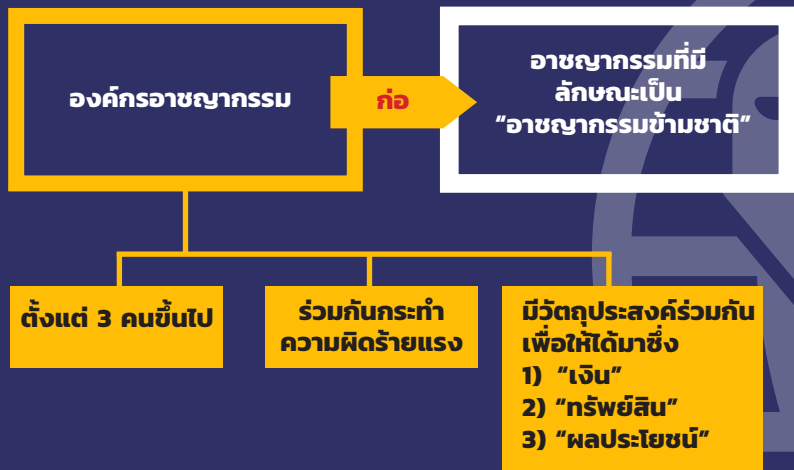 องค์กรอาชญากรรม
ก่อ
อาชญากรรมที่มี
ลักษณะเป็น
“อาชญากรรมข้ามชาติ”
ตั้งแต่ 3 คนขึ้นไป
ร่วมกันกระทำ
ความผิดร้ายแรง
มีวัตถุประสงค์ร่วมกัน
เพื่อให้ได้มาซึ่ง
1) “เงิน”
2) “ทรัพย์สิน”
3) “ผลประโยชน์”